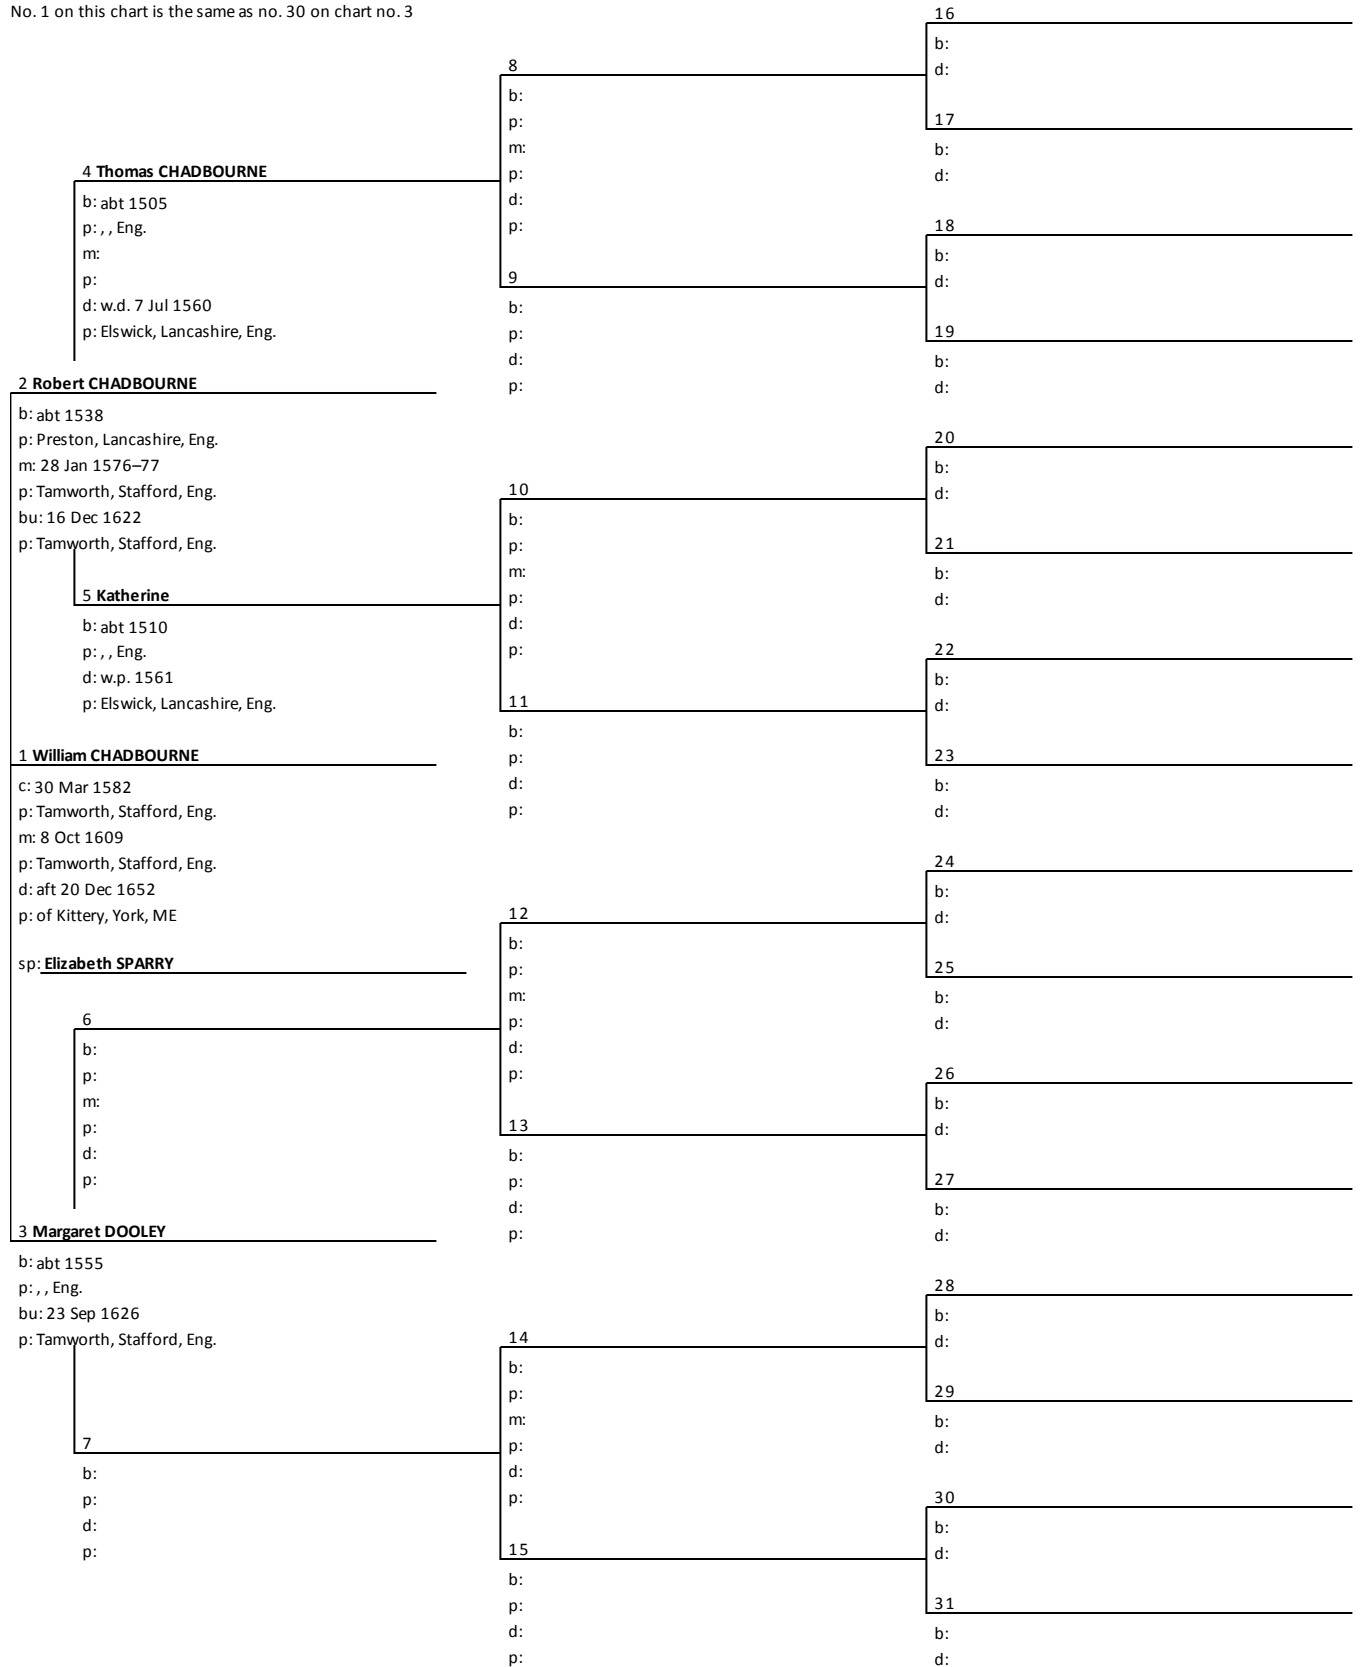 No. 1 on this chart is the same as no. 30 on chart no. 3
4 Thomas CHADBOURNE
b: abt 1505
p: , , Eng.
m:
p:
d: w.d. 7 Jul 1560
p: Elswick, Lancashire, Eng.
2 Robert CHADBOURNE
b: abt 1538
p: Preston, Lancashire, Eng.
m: 28 Jan 1576–77
p: Tamworth, Stafford, Eng.
bu: 16 Dec 1622
p: Tamworth, Stafford, Eng.
5 Katherine
b: abt 1510
p: , , Eng.
d: w.p. 1561
p: Elswick, Lancashire, Eng.
1 William CHADBOURNE
c: 30 Mar 1582
p: Tamworth, Stafford, Eng.
m: 8 Oct 1609
p: Tamworth, Stafford, Eng.
d: aft 20 Dec 1652
p: of Kittery, York, ME
sp: Elizabeth SPARRY
6
b:
p:
m:
p:
d:
p:
3 Margaret DOOLEY
b: abt 1555
p: , , Eng.
bu: 23 Sep 1626
p: Tamworth, Stafford, Eng.
7
b:
p:
d:
p:
8
b:
p:
m:
p:
d:
p:
9
b:
p:
d:
p:
10
b:
p:
m:
p:
d:
p:
11
b:
p:
d:
p:
12
b:
p:
m:
p:
d:
p:
13
b:
p:
d:
p:
14
b:
p:
m:
p:
d:
p:
15
b:
p:
d:
p:
16
b:
d:
17
b:
d:
18
b:
d:
19
b:
d:
20
b:
d:
21
b:
d:
22
b:
d:
23
b:
d:
24
b:
d:
25
b:
d:
26
b:
d:
27
b:
d:
28
b:
d:
29
b:
d:
30
b:
d:
31
b:
d: